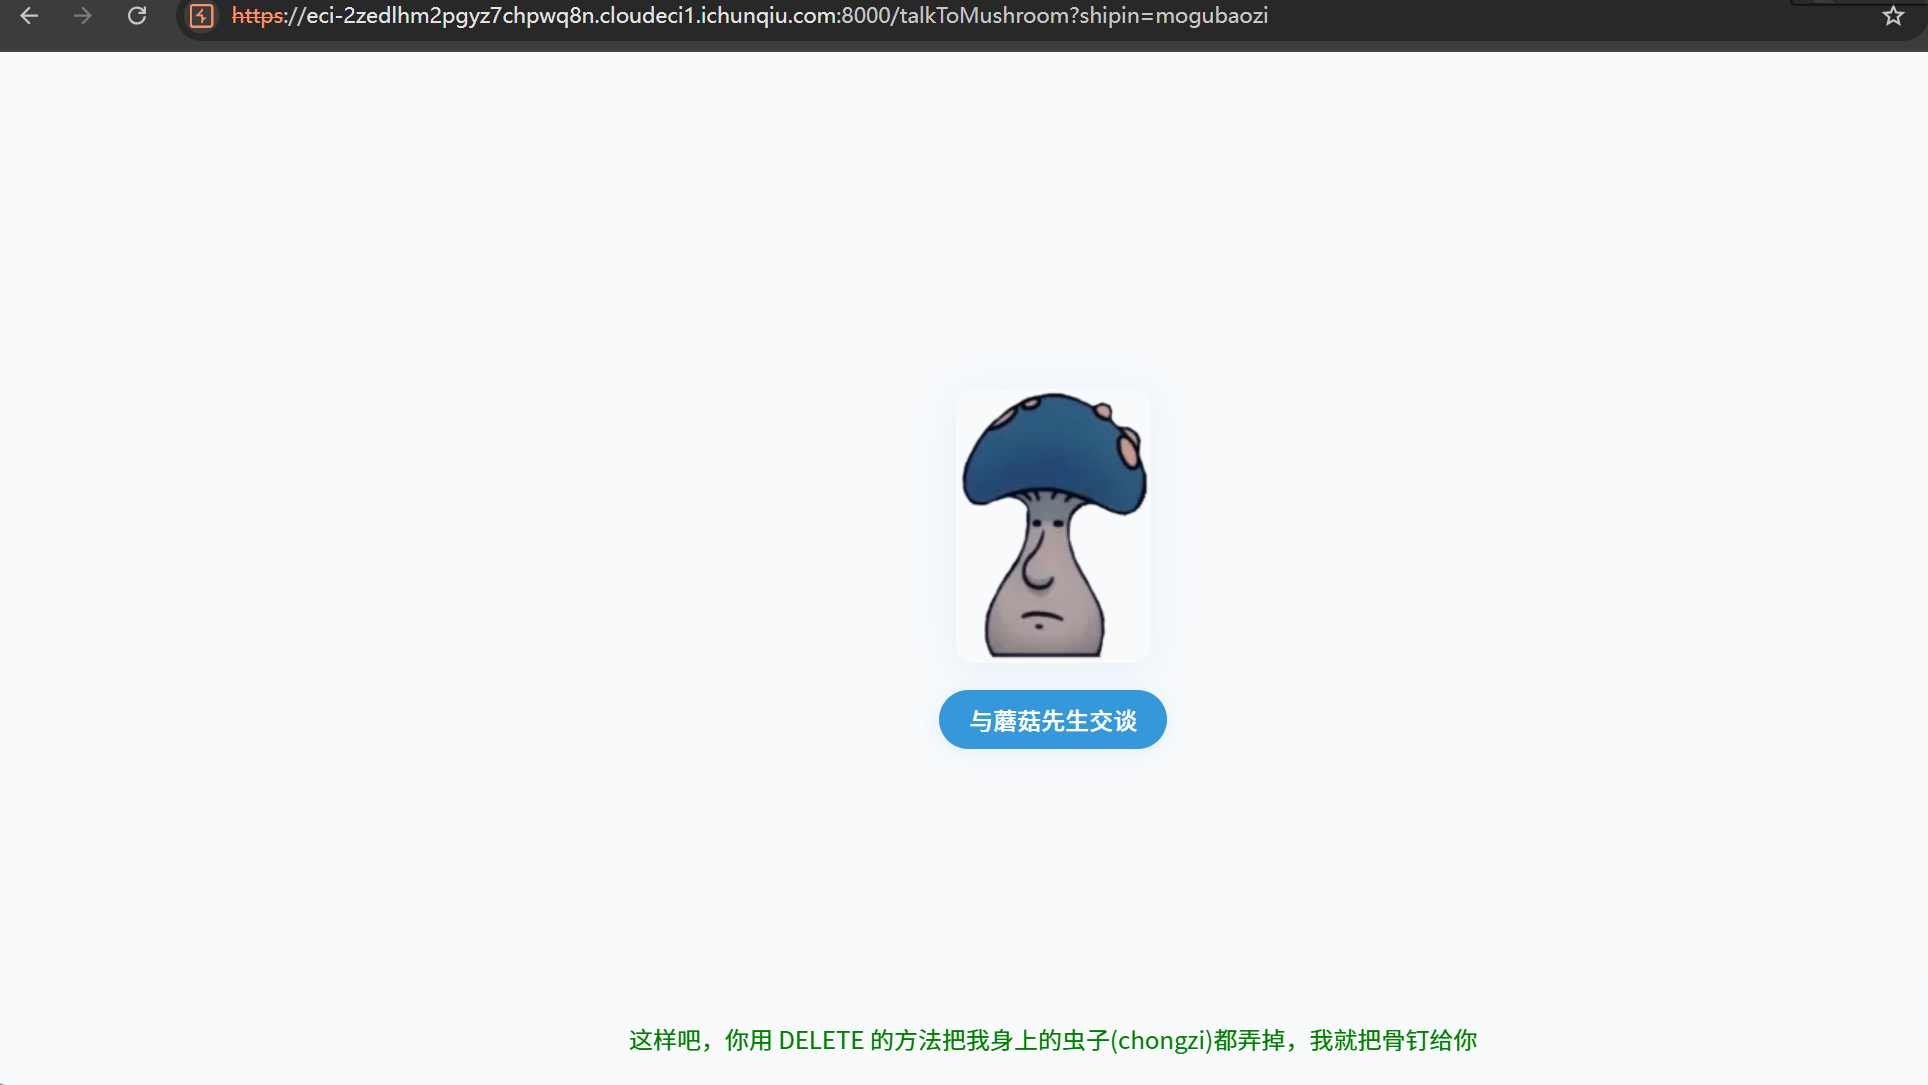 https://eci-2zedlhm2pgyz7chpwq8n.cloudeci1.ichunqiu.com:8000/talkToMushroom?shipin=mogubaozi
与蘑菇先生交谈
这样吧，你用 DELETE 的方法把我身上的虫子(chongzi)都弄掉，我就把骨钉给你